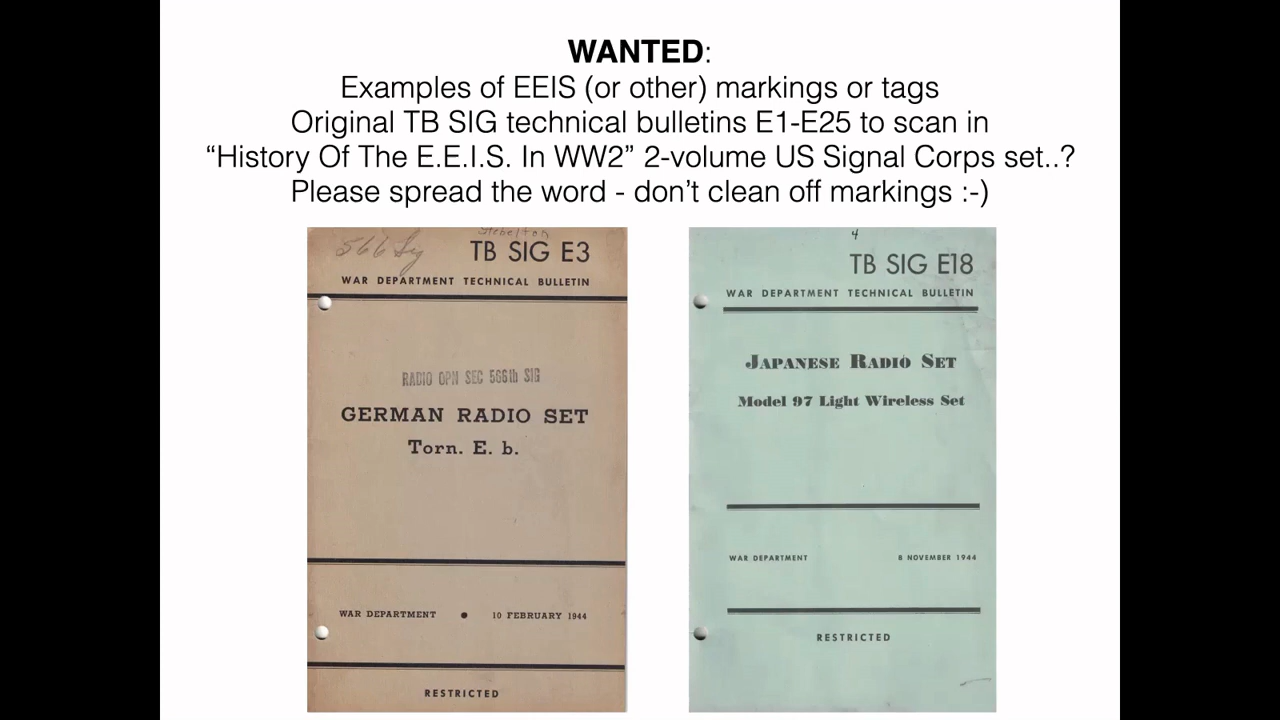 WANTED:
Examples of EEIS (or other) markings or tags
Original TB SIG technical bulletins E1-E25 to scan in
“History Of The E.E.I.S. In WW2” 2-volume US Signal Corps set..?
Please spread the word - don’t clean off markings :-)
566 Sig
TB SIG E3
WAR DEPARTMENT TECHNICAL BULLETIN
RADIO OPN SEC 566th SIG
GERMAN RADIO SET
Torn. E. b.
WAR DEPARTMENT • 10 FEBRUARY 1944
RESTRICTED
4
TB SIG E18
WAR DEPARTMENT TECHNICAL BULLETIN
JAPANESE RADIO SET
Model 97 Light Wireless Set
WAR DEPARTMENT 8 NOVEMBER 1944
RESTRICTED